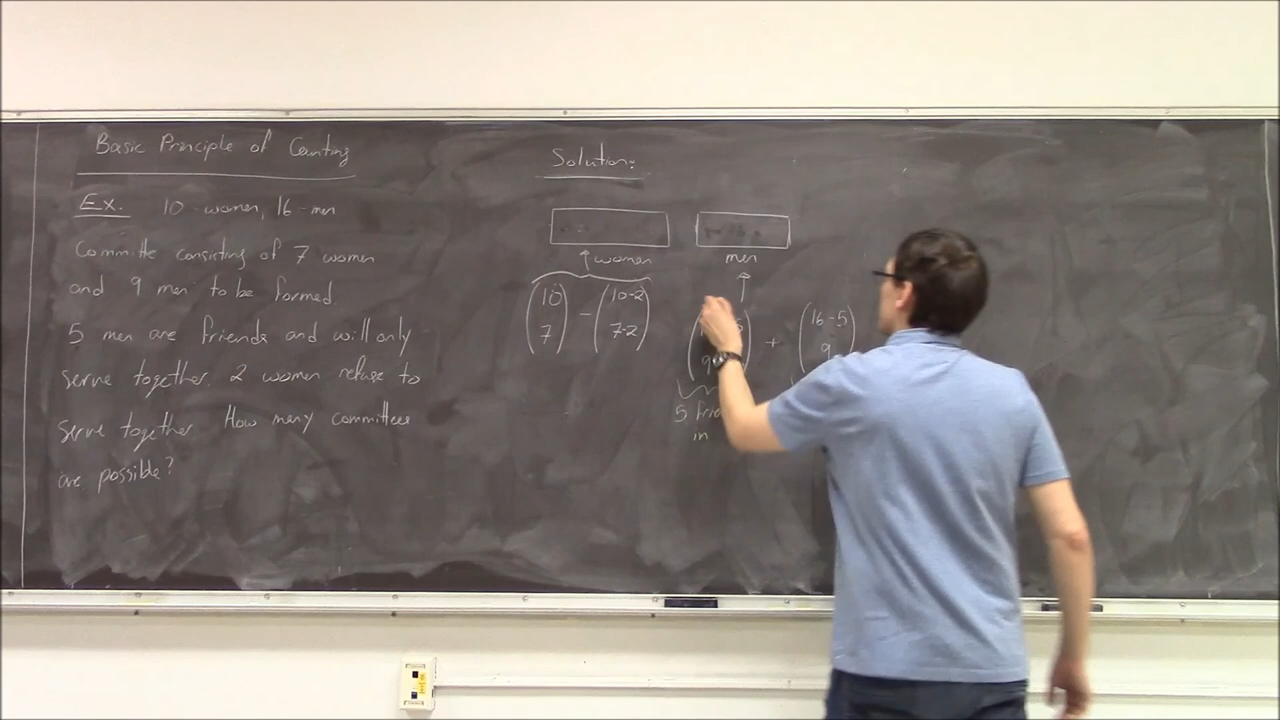 Basic Principle of Counting
Ex. 10 - women, 16 - men
Committe consisting of 7 women
and 9 men to be formed.
5 men are friends and will only
serve together. 2 women refuse to
serve together How many committees
are possible?
Solution:
women men
(10 7) - (10-2 7-2)
+ (16-5 9
5
in